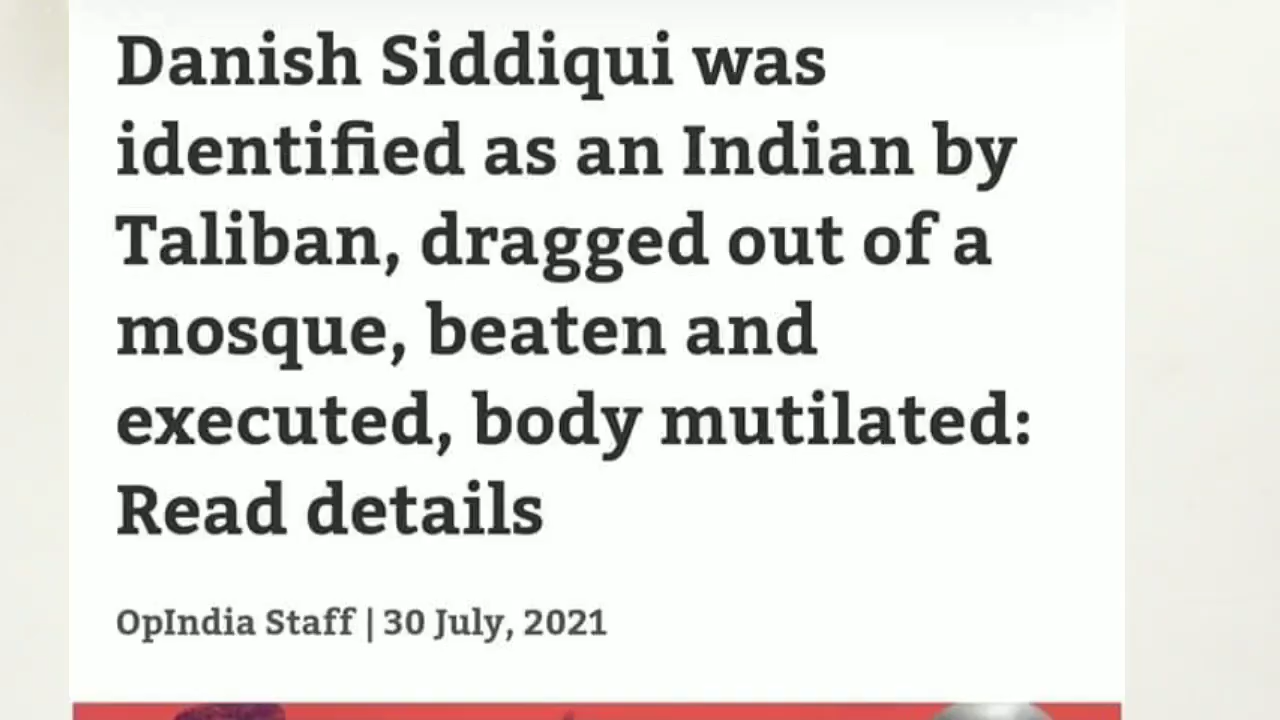 Danish Siddiqui was
identified as an Indian by
Taliban, dragged out of a
mosque, beaten and
executed, body mutilated:
Read details
OpIndia Staff | 30 July, 2021